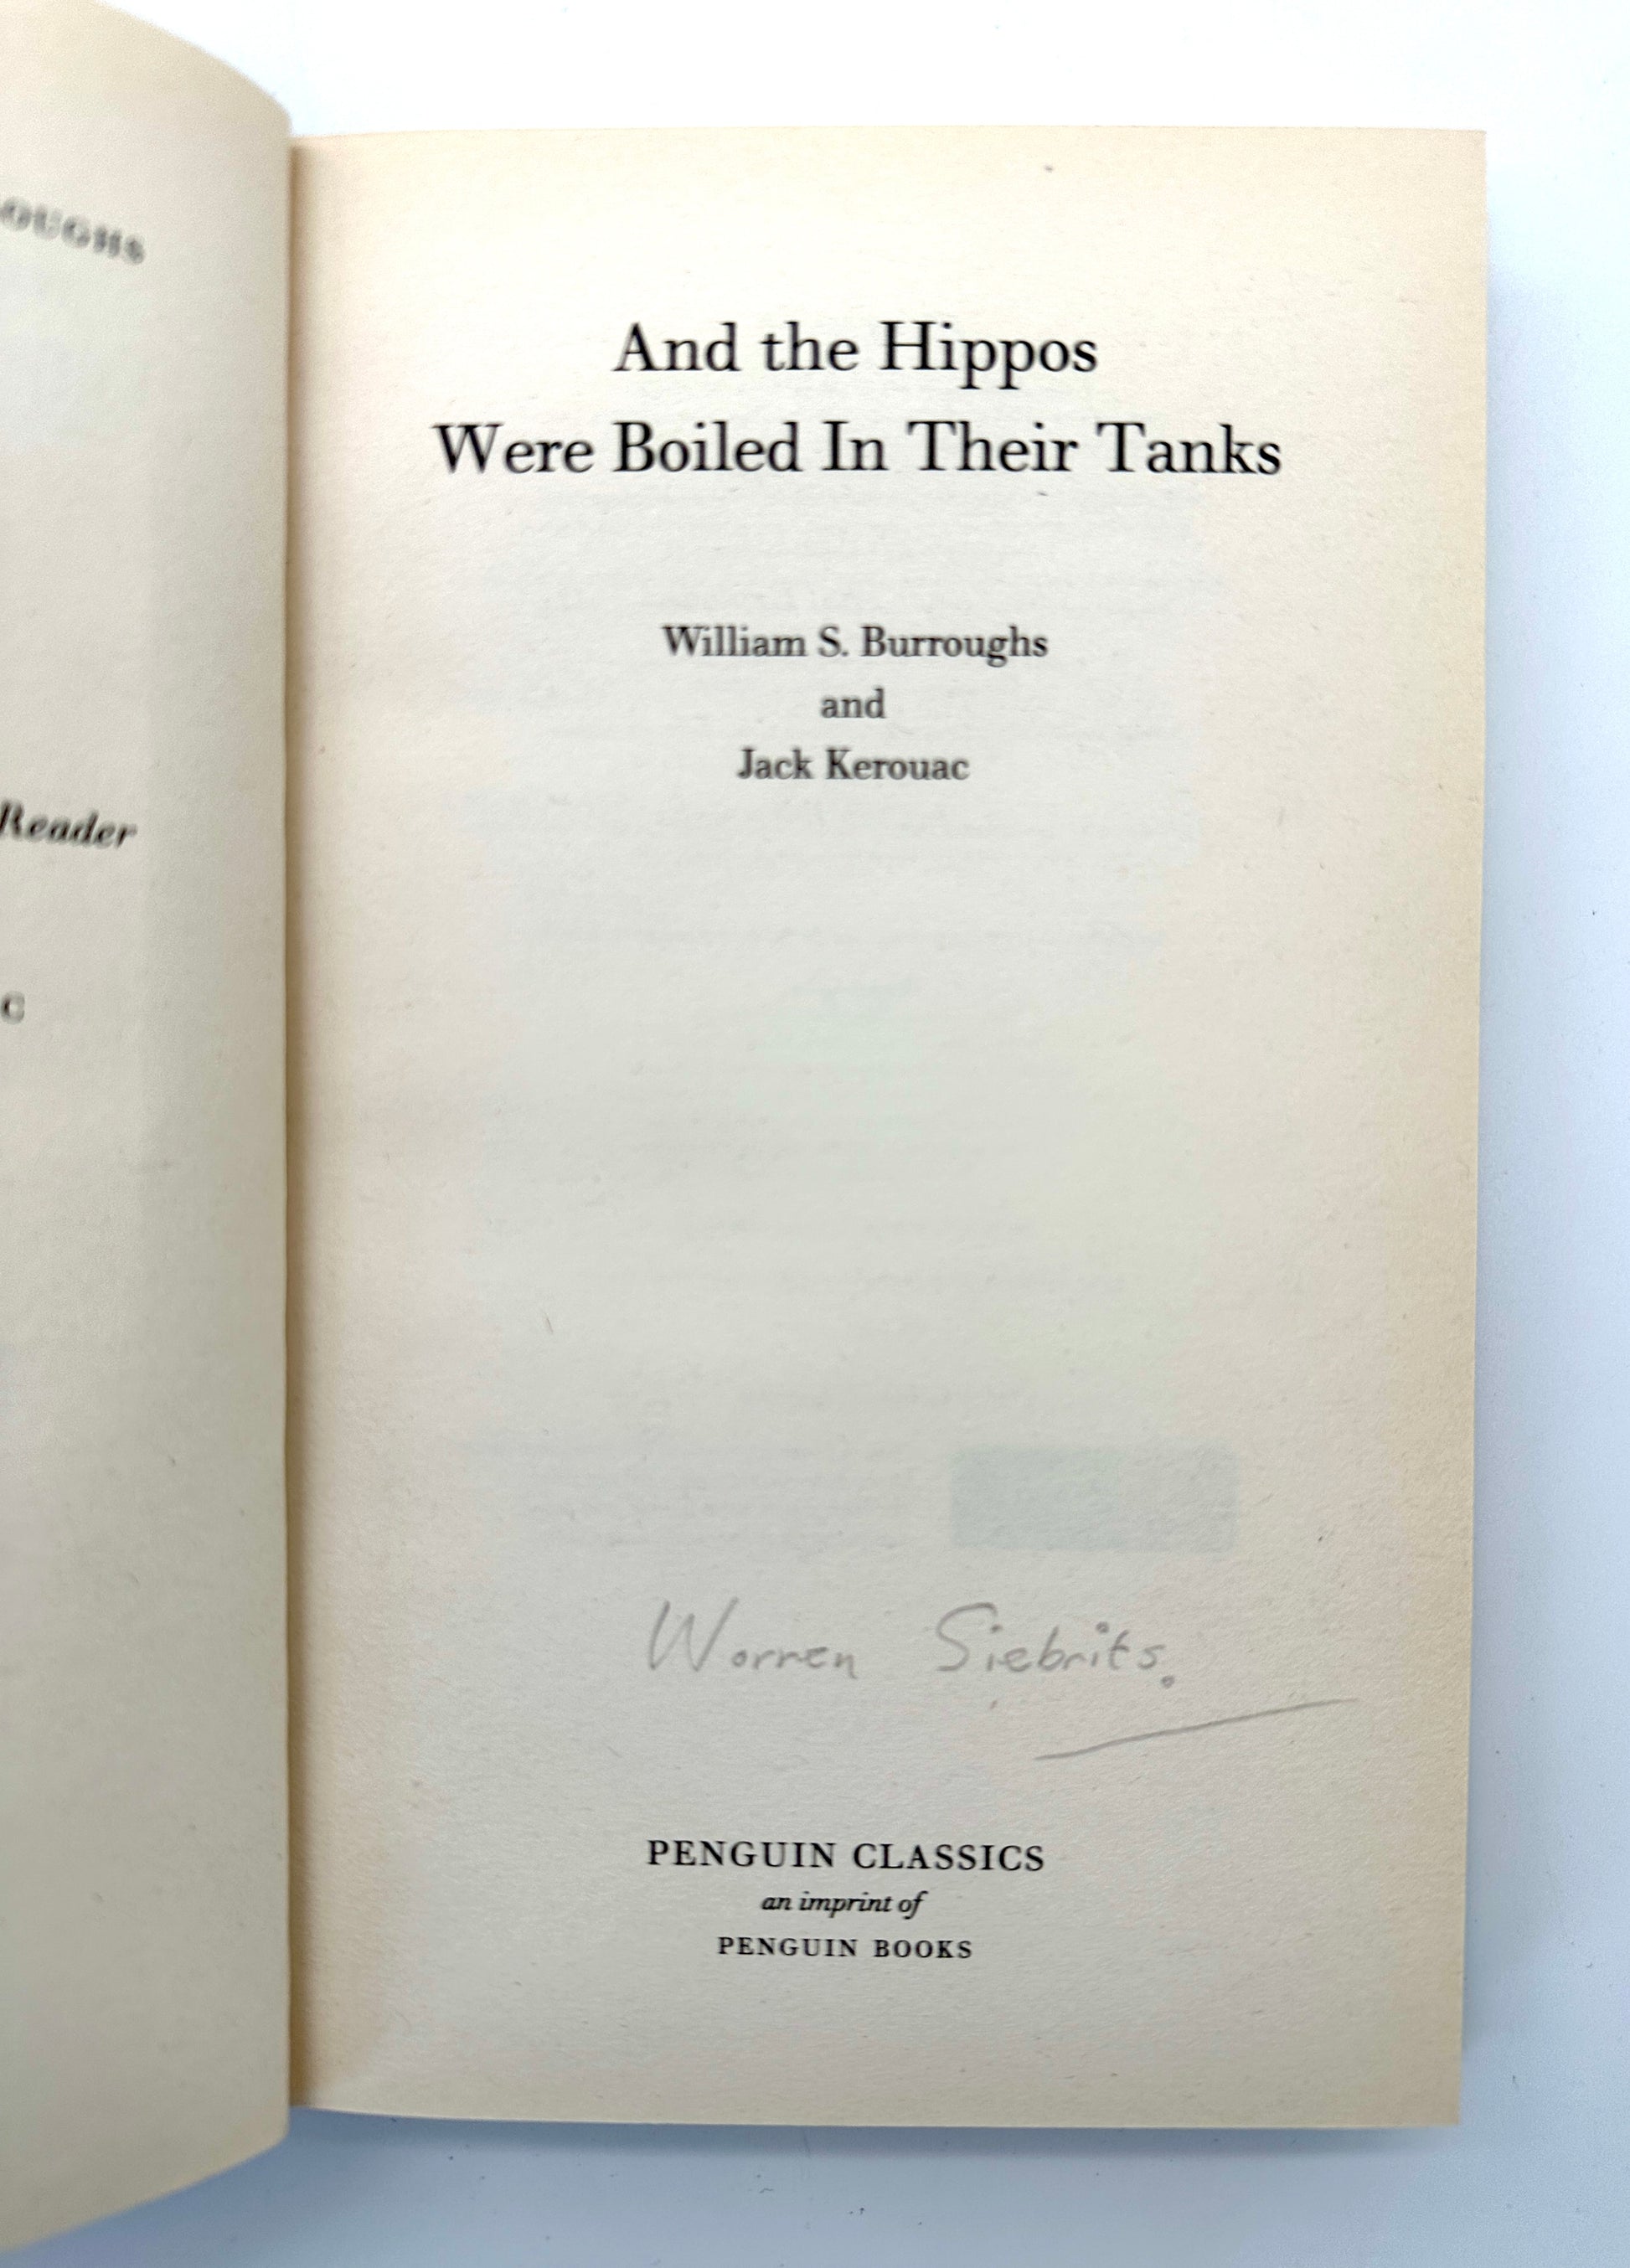 OUGHS
Reader
C
And the Hippos
Were Boiled In Their Tanks
William S. Burroughs
and
Jack Kerouac
Warren Siebrits.
PENGUIN CLASSICS
an imprint of
PENGUIN BOOKS